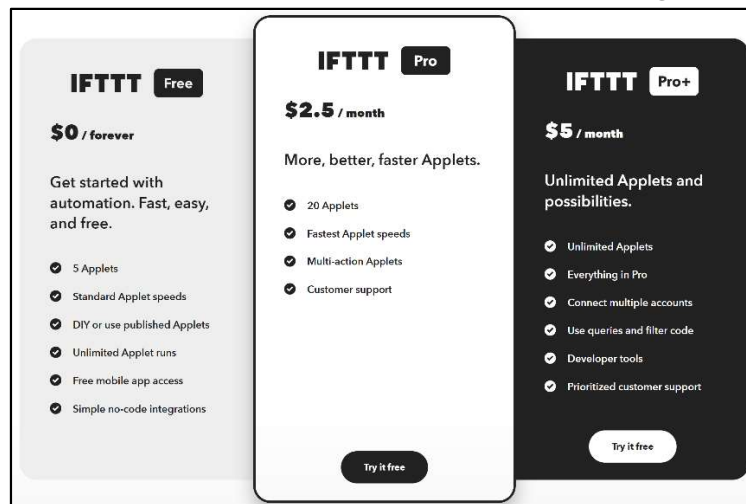 IFTTT Free
$0 / forever
Get started with
automation. Fast, easy,
and free.
5 Applets
Standard Applet speeds
DIY or use published Applets
Unlimited Applet runs
Free mobile app access
Simple no-code integrations
IFTTT Pro
$2.5 / month
More, better, faster Applets.
20 Applets
Fastest Applet speeds
Multi-action Applets
Customer support
Try it free
IFTTT Pro+
$5 / month
Unlimited Applets and
possibilities.
Unlimited Applets
Everything in Pro
Connect multiple accounts
Use queries and filter code
Developer tools
Prioritized customer support
Try it free